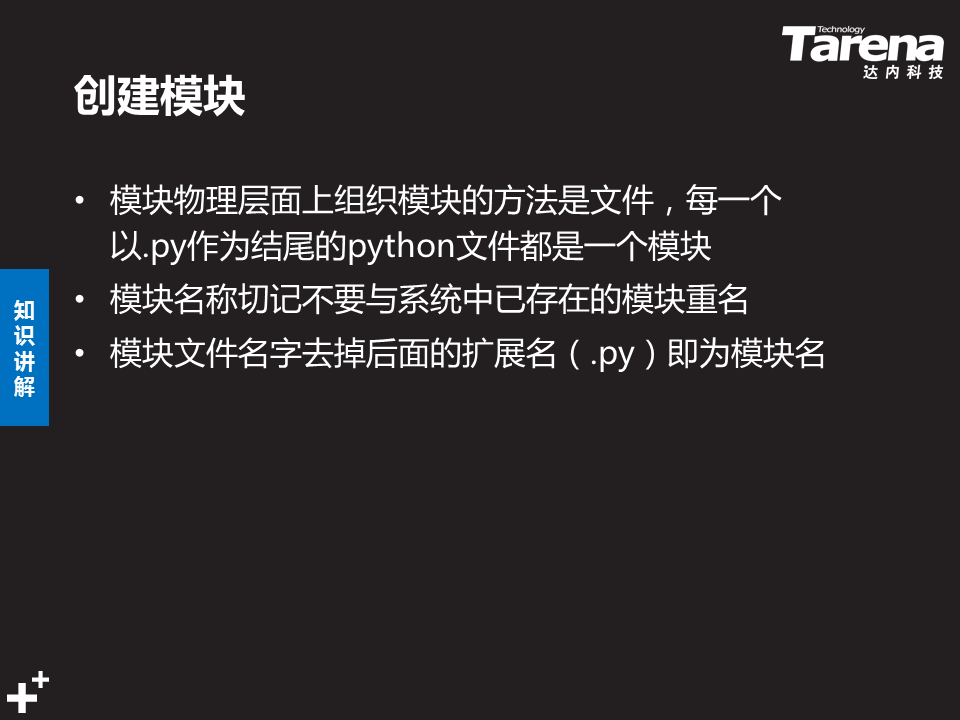 Technology
Tarena
达内科技
创建模块
• 模块物理层面上组织模块的方法是文件，每一个
以.py作为结尾的python文件都是一个模块
• 模块名称切记不要与系统中已存在的模块重名
• 模块文件名字去掉后面的扩展名（.py）即为模块名
知识讲解